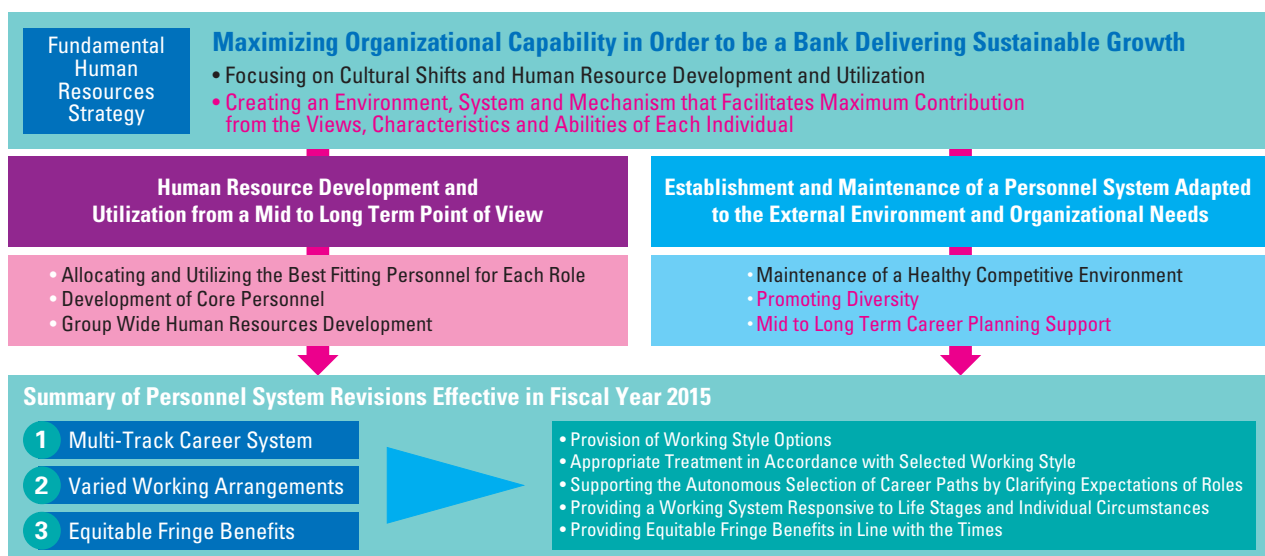 Fundamental
Human
Resources
Strategy
Maximizing Organizational Capability in Order to be a Bank Delivering Sustainable Growth
• Focusing on Cultural Shifts and Human Resource Development and Utilization
• Creating an Environment, System and Mechanism that Facilitates Maximum Contribution
from the Views, Characteristics and Abilities of Each Individual
Human Resource Development and
Utilization from a Mid to Long Term Point of View
• Allocating and Utilizing the Best Fitting Personnel for Each Role
• Development of Core Personnel
• Group Wide Human Resources Development
Establishment and Maintenance of a Personnel System Adapted
to the External Environment and Organizational Needs
• Maintenance of a Healthy Competitive Environment
• Promoting Diversity
• Mid to Long Term Career Planning Support
Summary of Personnel System Revisions Effective in Fiscal Year 2015
1 Multi-Track Career System
2 Varied Working Arrangements
3 Equitable Fringe Benefits
• Provision of Working Style Options
• Appropriate Treatment in Accordance with Selected Working Style
• Supporting the Autonomous Selection of Career Paths by Clarifying Expectations of Roles
• Providing a Working System Responsive to Life Stages and Individual Circumstances
• Providing Equitable Fringe Benefits in Line with the Times